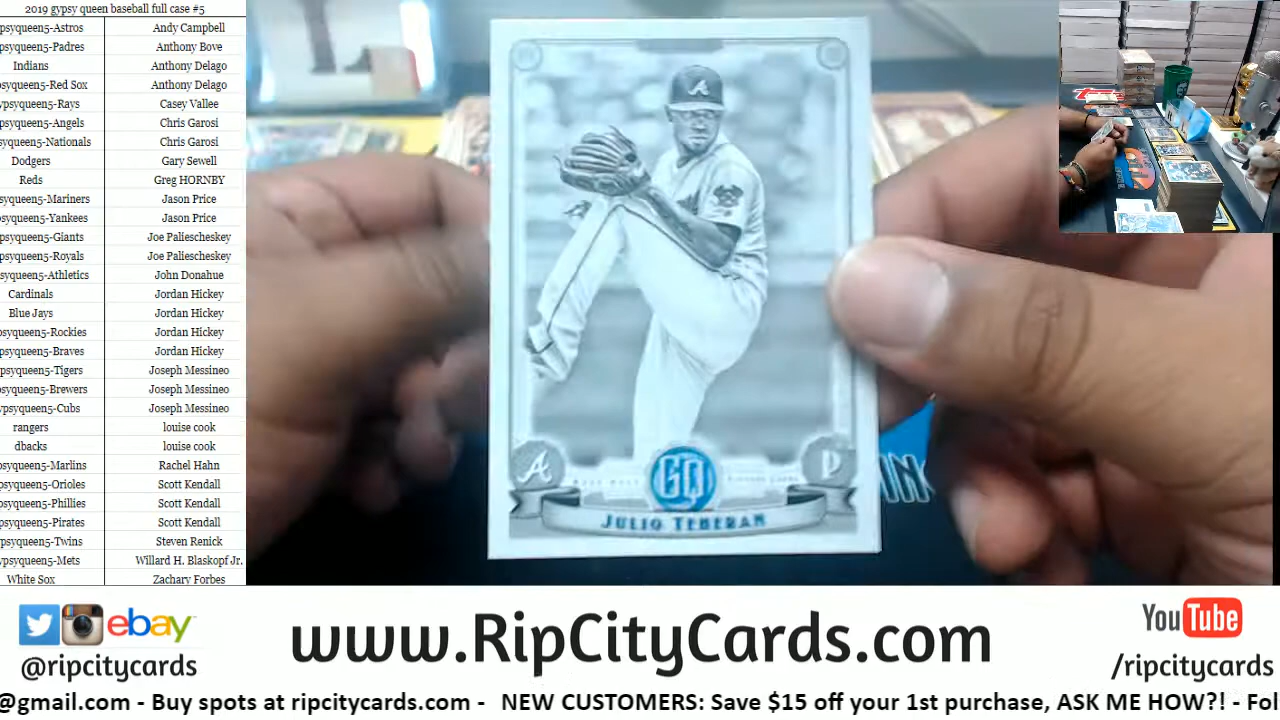 2019 gypsy queen baseball full case #5
psyqueen5-Astros Andy Campbell
psyqueen5-Padres Anthony Bove
Indians Anthony Delago
psyqueen5-Red Sox Anthony Delago
ypsyqueen5-Rays Casey Vallee
psyqueen5-Angels Chris Garosi
syqueen5-Nationals Chris Garosi
Dodgers Gary Sewell
Reds Greg HORNBY
syqueen5-Mariners Jason Price
psyqueen5-Yankees Jason Price
psyqueen5-Giants Joe Paliescheskey
psyqueen5-Royals Joe Paliescheskey
syqueen5-Athletics John Donahue
Cardinals Jordan Hickey
Blue Jays Jordan Hickey
psyqueen5-Rockies Jordan Hickey
psyqueen5-Braves Jordan Hickey
psyqueen5-Tigers Joseph Messineo
psyqueen5-Brewers Joseph Messineo
ypsyqueen5-Cubs Joseph Messineo
rangers louise cook
dbacks louise cook
psyqueen5-Marlins Rachel Hahn
psyqueen5-Orioles Scott Kendall
psyqueen5-Phillies Scott Kendall
psyqueen5-Pirates Scott Kendall
psyqueen5-Twins Steven Renick
ypsyqueen5-Mets Willard H. Blaskopf Jr.
White Sox Zachary Forbes
A
A
P
GQ
JULIO TEHERAN
ebay
@ripcitycards
www.RipCityCards.com
YouTube
/ripcitycards
@gmail.com - Buy spots at ripcitycards.com - NEW CUSTOMERS: Save $15 off your 1st purchase, ASK ME HOW?! - Fol